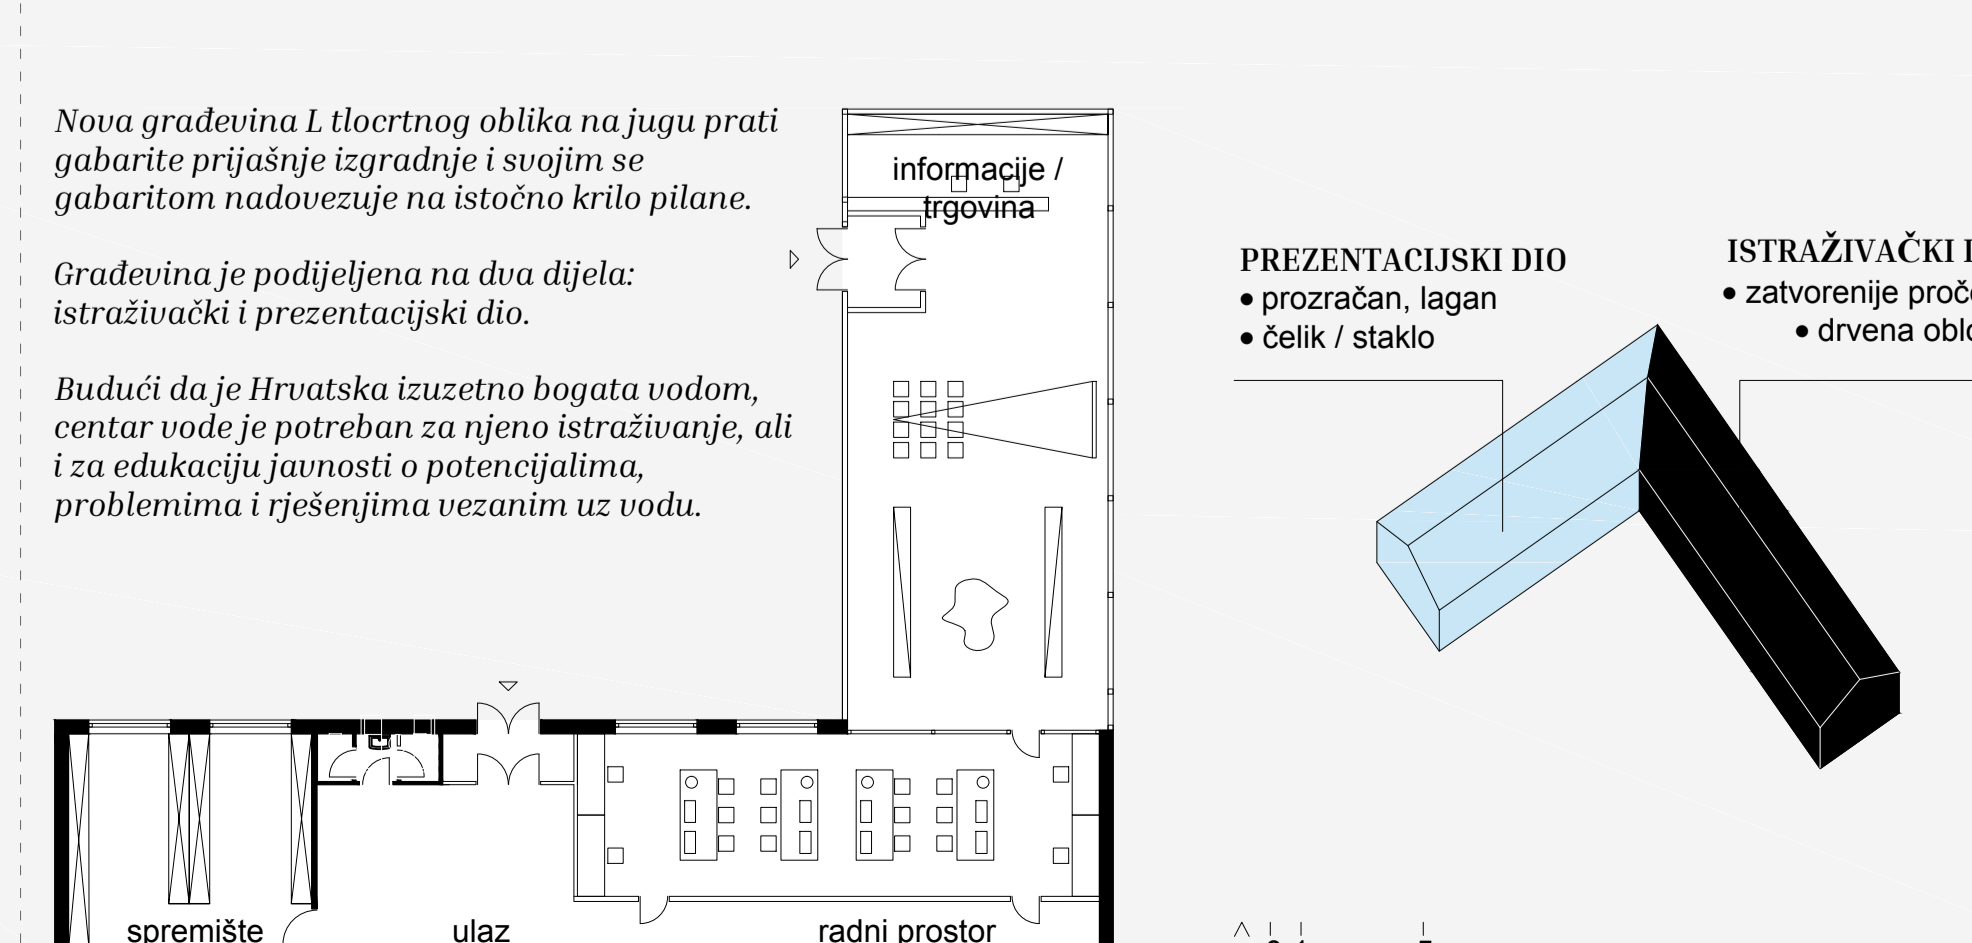 Nova građevina L tlocrtnog oblika na jugu prati
gabarite prijašnje izgradnje i svojim se
gabaritom nadovezuje na istočno krilo pilane.
Građevina je podijeljena na dva dijela:
istraživački i prezentacijski dio.
Budući da je Hrvatska izuzetno bogata vodom,
centar vode je potreban za njeno istraživanje, ali
i za edukaciju javnosti o potencijalima,
problemima i rješenjima vezanim uz vodu.
informacije /
trgovina
PREZENTACIJSKI DIO
• prozračan, lagan
• čelik / staklo
ISTRAŽIVAČKI
• zatvorenije
• drvena
spremište
ulaz
radni prostor